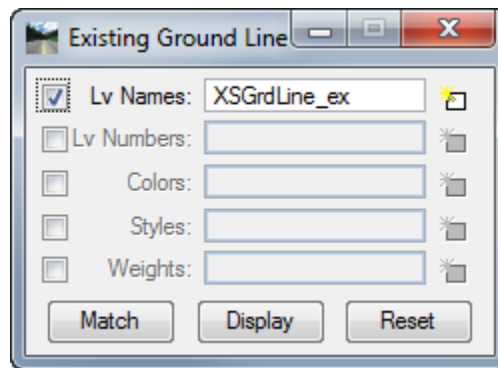 Existing Ground Line
Lv Names: XSGrdLine_ex
Lv Numbers:
Colors:
Styles:
Weights:
Match Display Reset